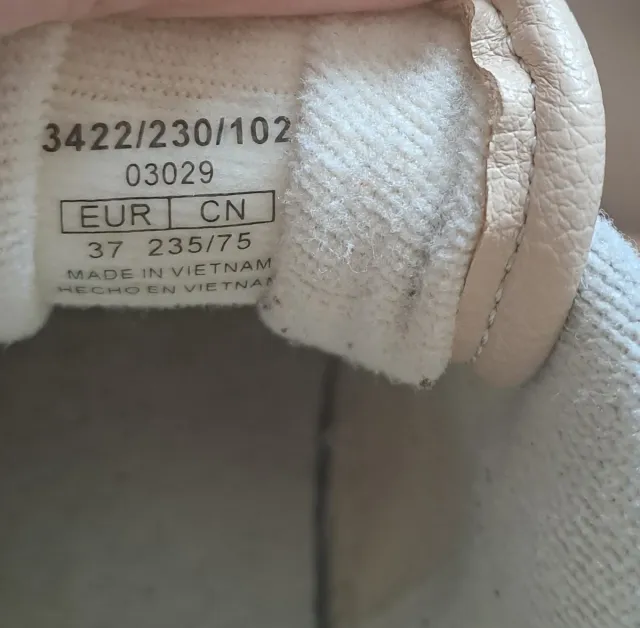 3422/230/102
03029
EUR CN
37 235/75
MADE IN VIETNAM
HECHO EN VIETNAM